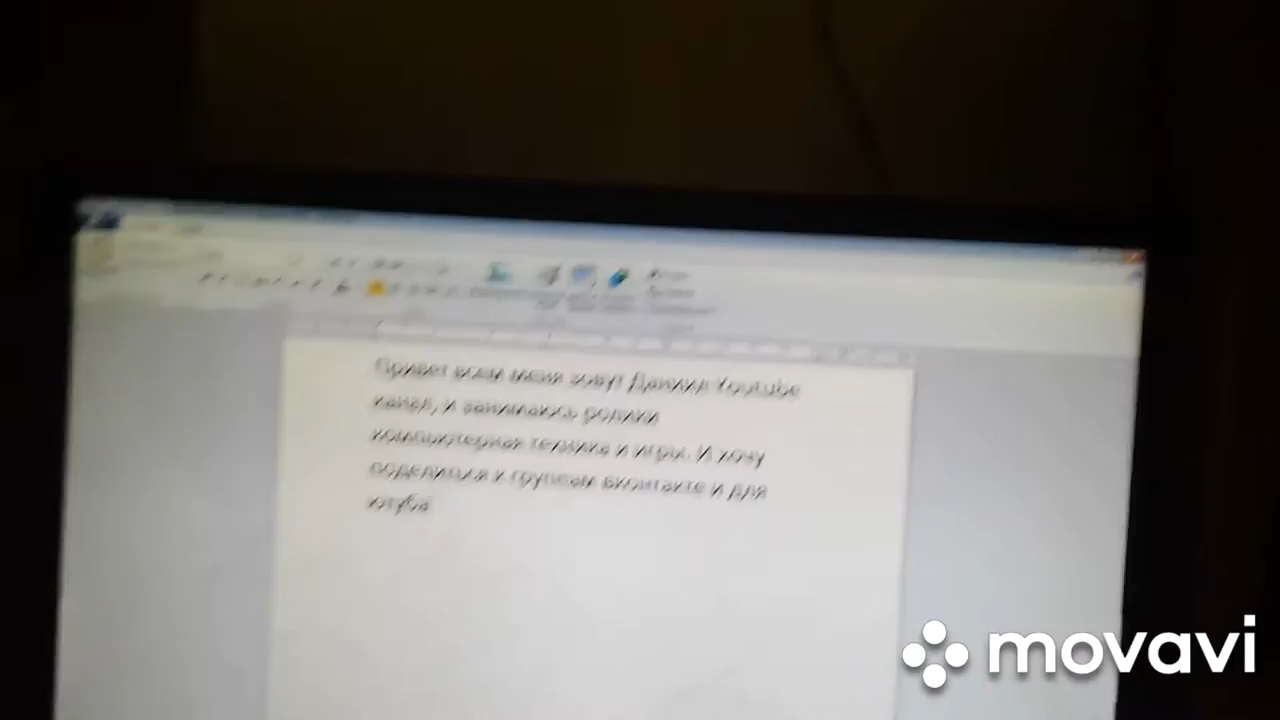 Привет всем меня зовут Даниил Youtube
канал, и занимаюсь ролики
компьютерная техника и игры. И хочу
поделиться к группам вконтакте и для
ютуба
movavi